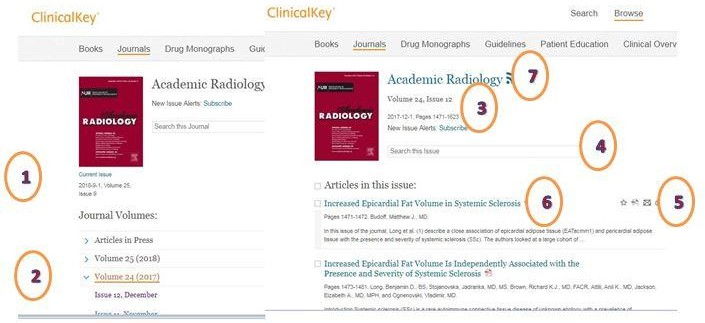 ClinicalKey®
Books Journals Drug Monographs
RADIOLOGY
Academic Radiology
New Issue Alerts: Subscribe
Search this Journal
1
Current Issue
2018-9-1, Volume 25,
Issue 9
Journal Volumes:
Articles in Press
Volume 25 (2018)
2
Volume 24 (2017)
Issue 12, December
Issue 11, November
ClinicalKey®
Search Browse
Books Journals Drug Monographs Guidelines Patient Education Clinical Overv
AUR
Academic
RADIOLOGY
Academic Radiology
7
Volume 24, Issue 12
3
2017-12-1, Pages 1471-1623
New Issue Alerts: Subscribe
Search this Issue
4
Articles in this issue:
Increased Epicardial Fat Volume in Systemic Sclerosis
6
5
Pages 1471-1472. Budoff, Matthew J., MD.
In this issue of the journal, Long et al. (1) describe a close association of epicardial adipose tissue (EATacmm1) and pericardial adipose
tissue with the presence and severity of systemic sclerosis (SSc). The authors looked at a large cohort of ...
Increased Epicardial Fat Volume Is Independently Associated with the
Presence and Severity of Systemic Sclerosis
Pages 1473-1481. Long, Benjaman D., BS, Stojanovska, Jadranka, MD, MS, Brown, Richard K.J., MD, FACR, Attili, Anil K., MD, Jackson,
Elizabeth A., MD, MPH, and Ognenovski, Vladimir, MD.